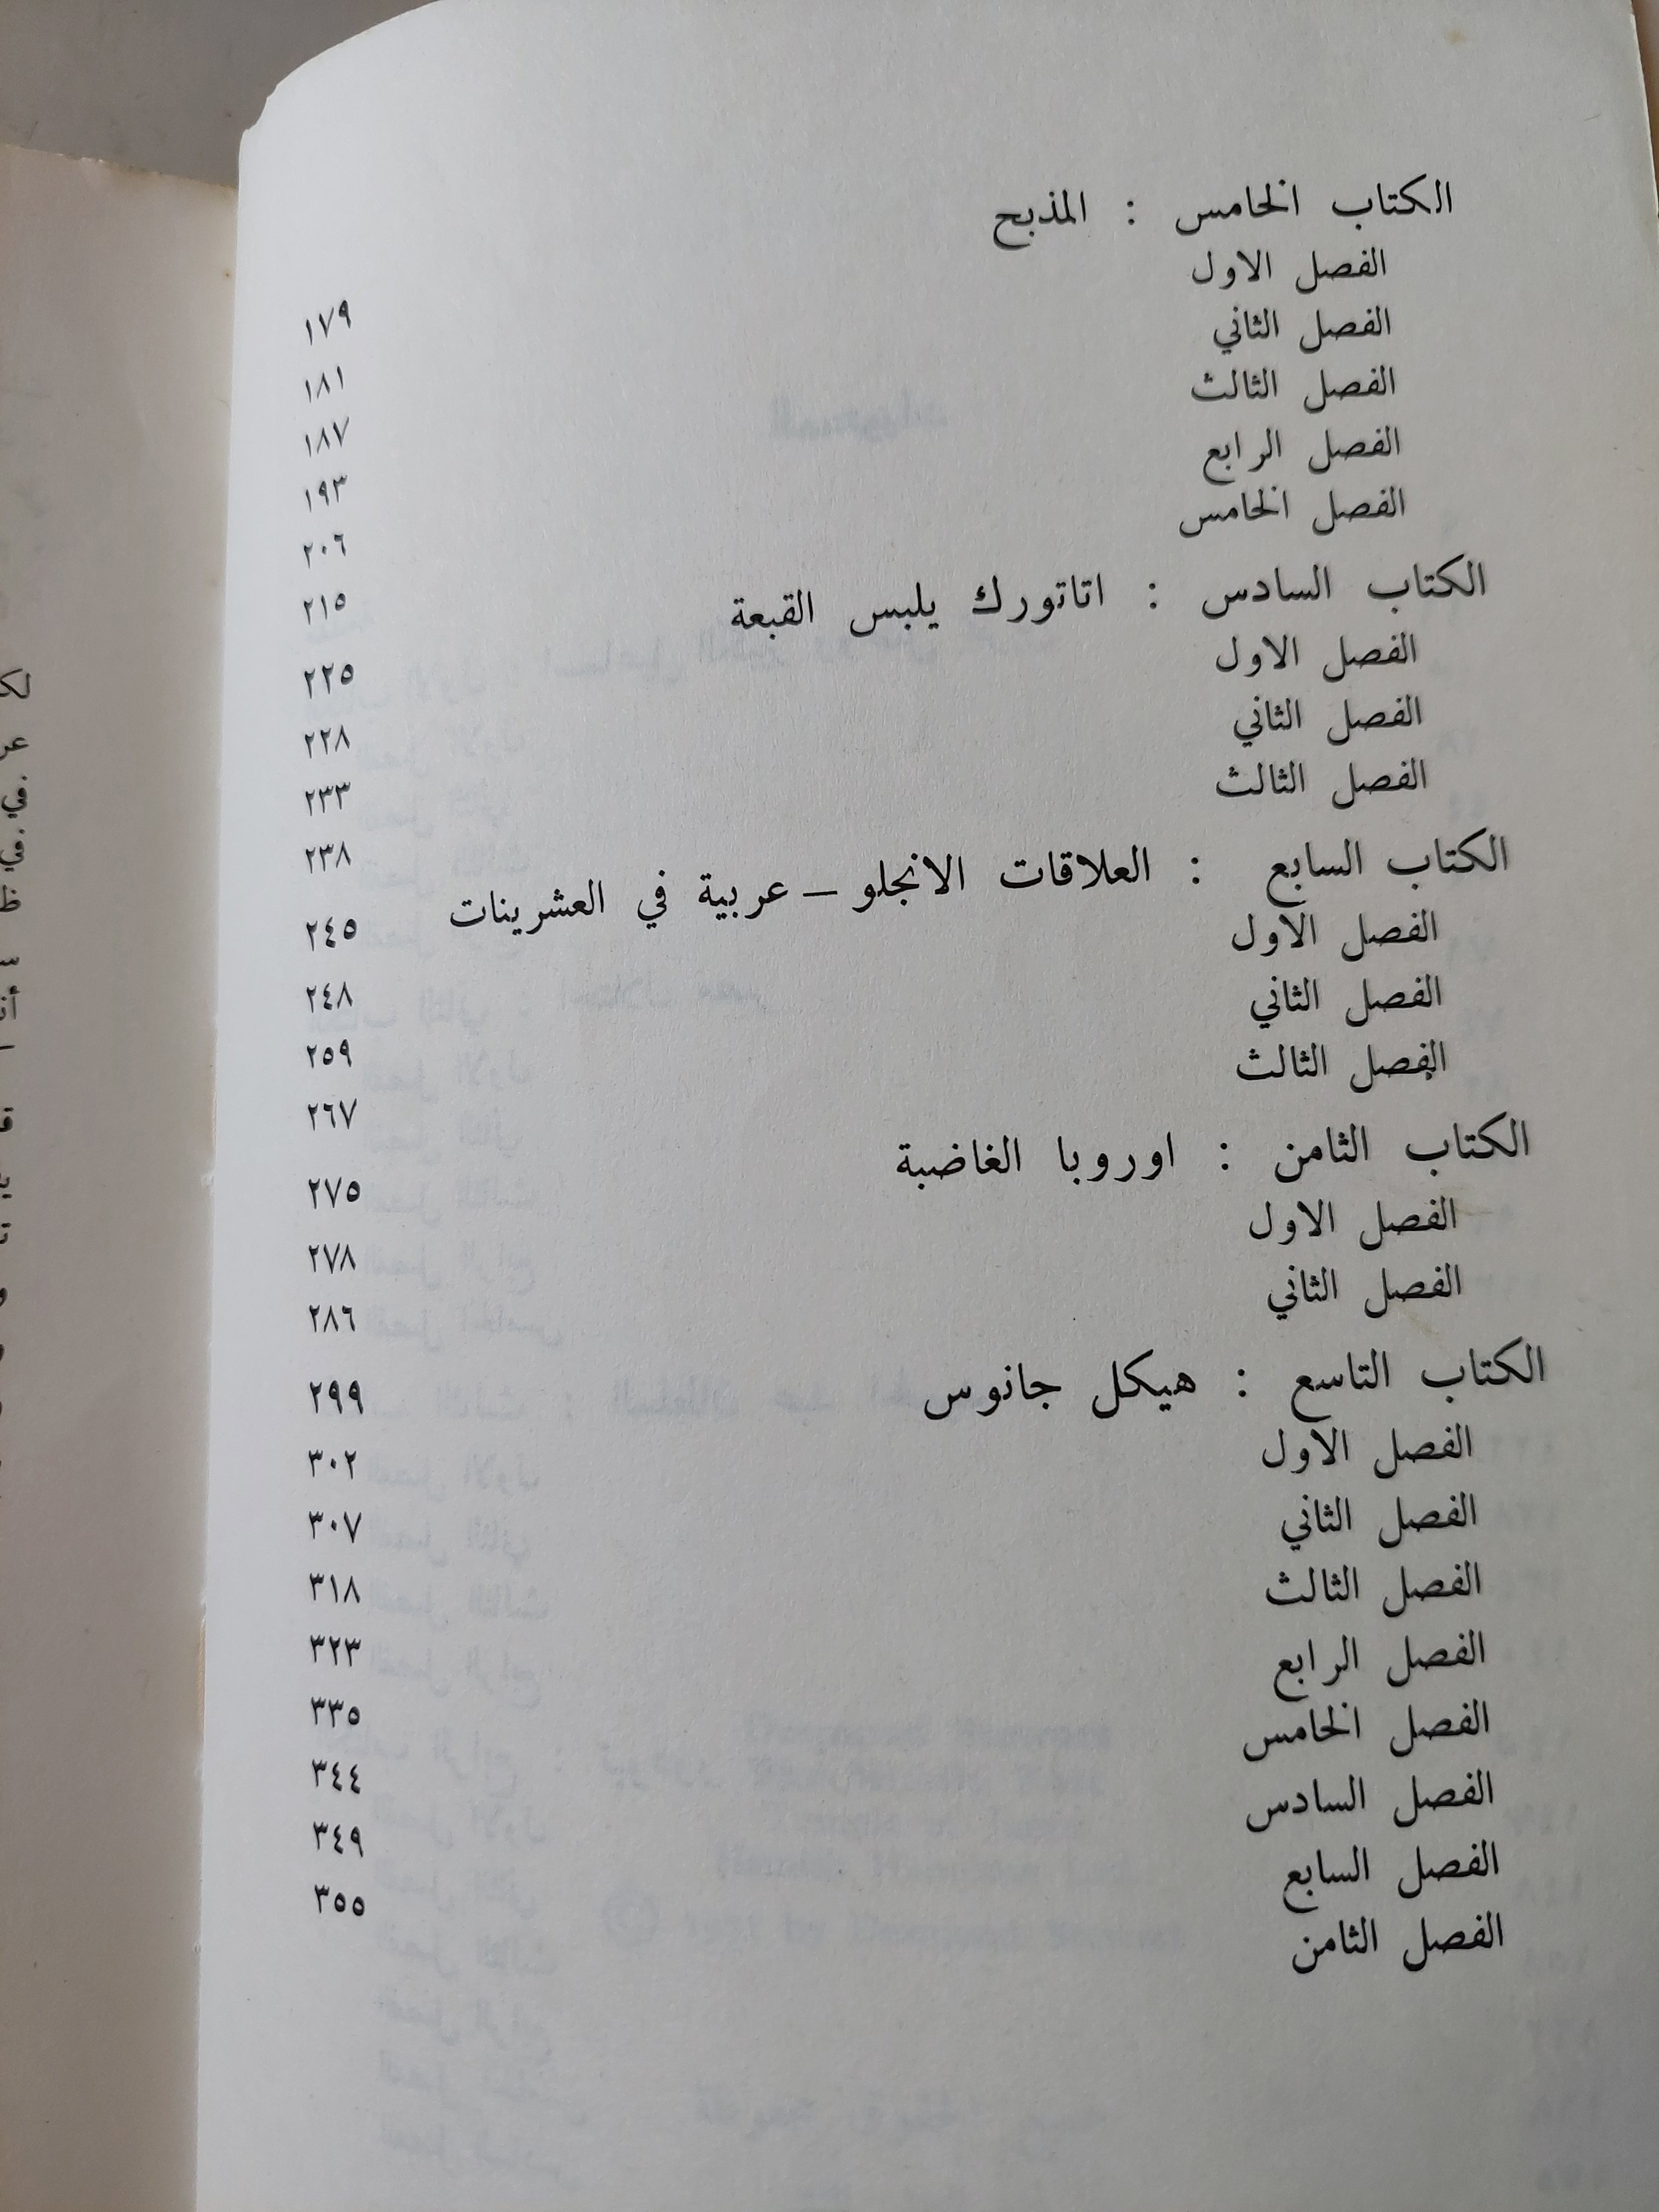 الكتاب الخامس : المذبح ١٧٩
الفصل الاول ١٨١
الفصل الثاني ١٨٧
الفصل الثالث ١٩٣
الفصل الرابع ٢٠٦
الفصل الخامس ٢١٥
الكتاب السادس : اتاتورك يلبس القبعة ٢٢٥
الفصل الاول ٢٢٨
الفصل الثاني ٢٣٣
الفصل الثالث ٢٣٨
الكتاب السابع : العلاقات الانجلو – عربية في العشرينات ٢٤٥
الفصل الاول ٢٤٨
الفصل الثاني ٢٥٩
الفصل الثالث ٢٦٧
الكتاب الثامن : اوروبا الغاضبة ٢٧٥
الفصل الاول ٢٧٨
الفصل الثاني ٢٨٦
الكتاب التاسع : هيكل جانوس ٢٩٩
الفصل الاول ٣٠٢
الفصل الثاني ٣٠٧
الفصل الثالث ٣١٨
الفصل الرابع ٣٢٣
الفصل الخامس ٣٣٥
الفصل السادس ٣٤٤
الفصل السابع ٣٤٩
الفصل الثامن ٣٥٥